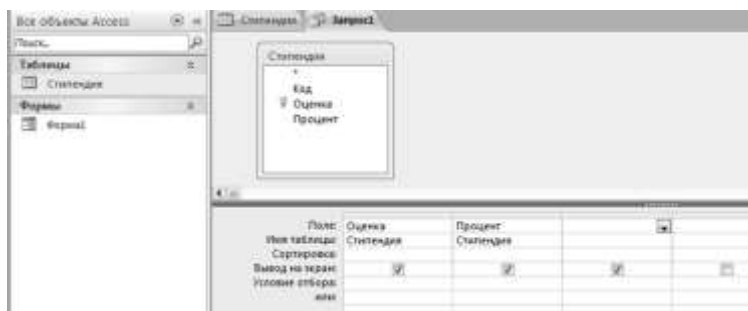 Все объекты Access
Поиск...
Таблицы
Стипендия
Формы
Форма1
Стипендия Запрос1
Стипендия
*
Код
Оценка
Процент
Поле: Оценка Процент
Имя таблицы: Стипендия Стипендия
Сортировка:
Вывод на экран:
Условие отбора:
или: